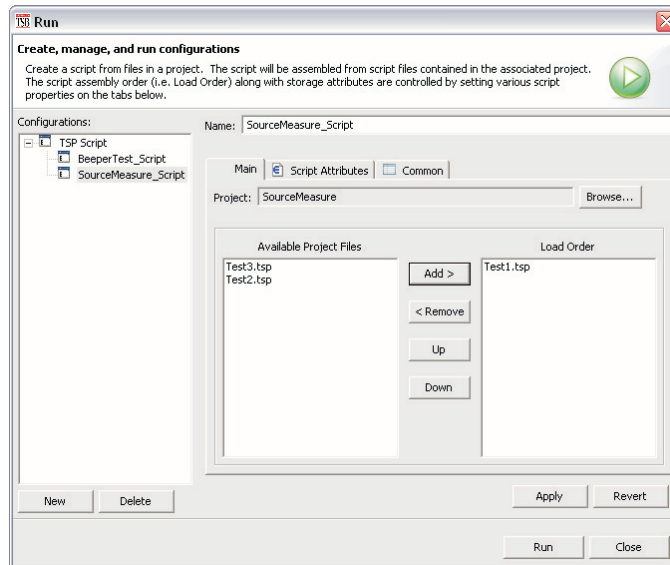 TSB Run
Create, manage, and run configurations
Create a script from files in a project. The script will be assembled from script files contained in the associated project.
The script assembly order (i.e. Load Order) along with storage attributes are controlled by setting various script
properties on the tabs below.
Configurations:
TSP Script
BeeperTest_Script
SourceMeasure_Script
Name: SourceMeasure_Script
Main Script Attributes Common
Project: SourceMeasure Browse...
Available Project Files
Test3.tsp
Test2.tsp
Add >
< Remove
Up
Down
Load Order
Test1.tsp
New Delete
Apply Revert
Run Close